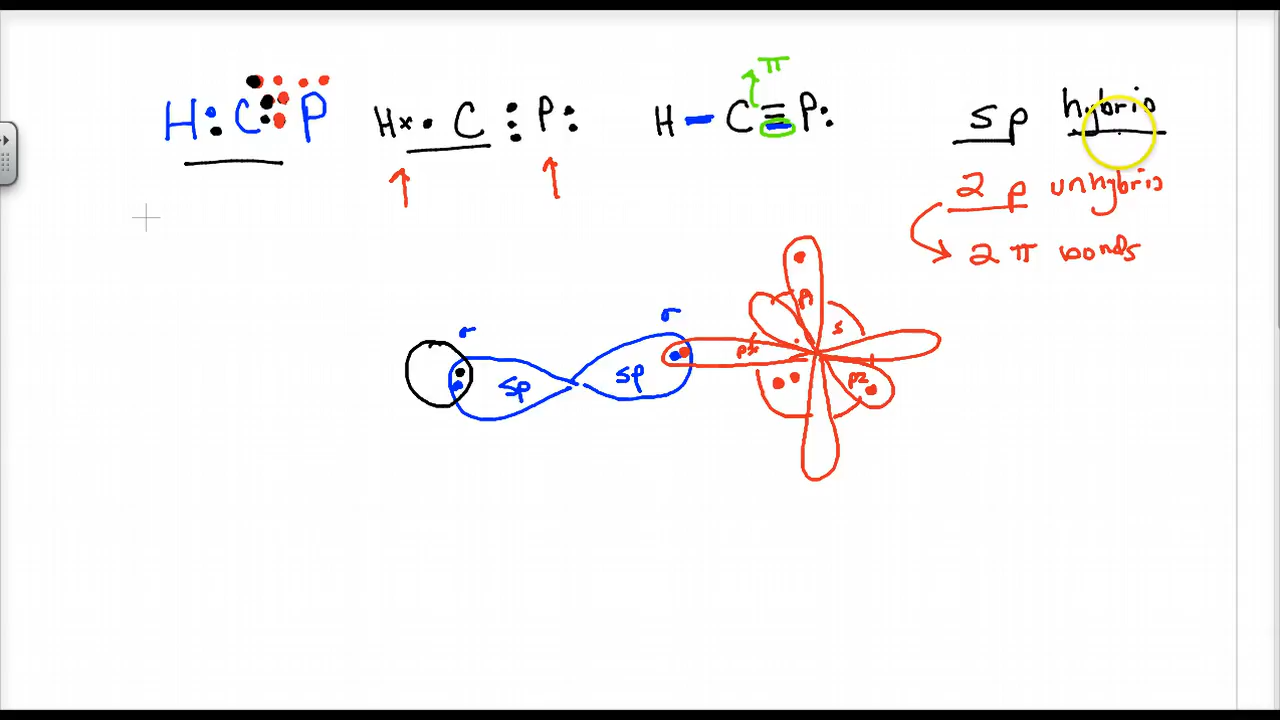 H : C P H× · C ⋮⋮ P : H – C ≡ P : π sp hybrid
2 p unhybrid
2 π bonds
σ σ
sp sp px p s pz